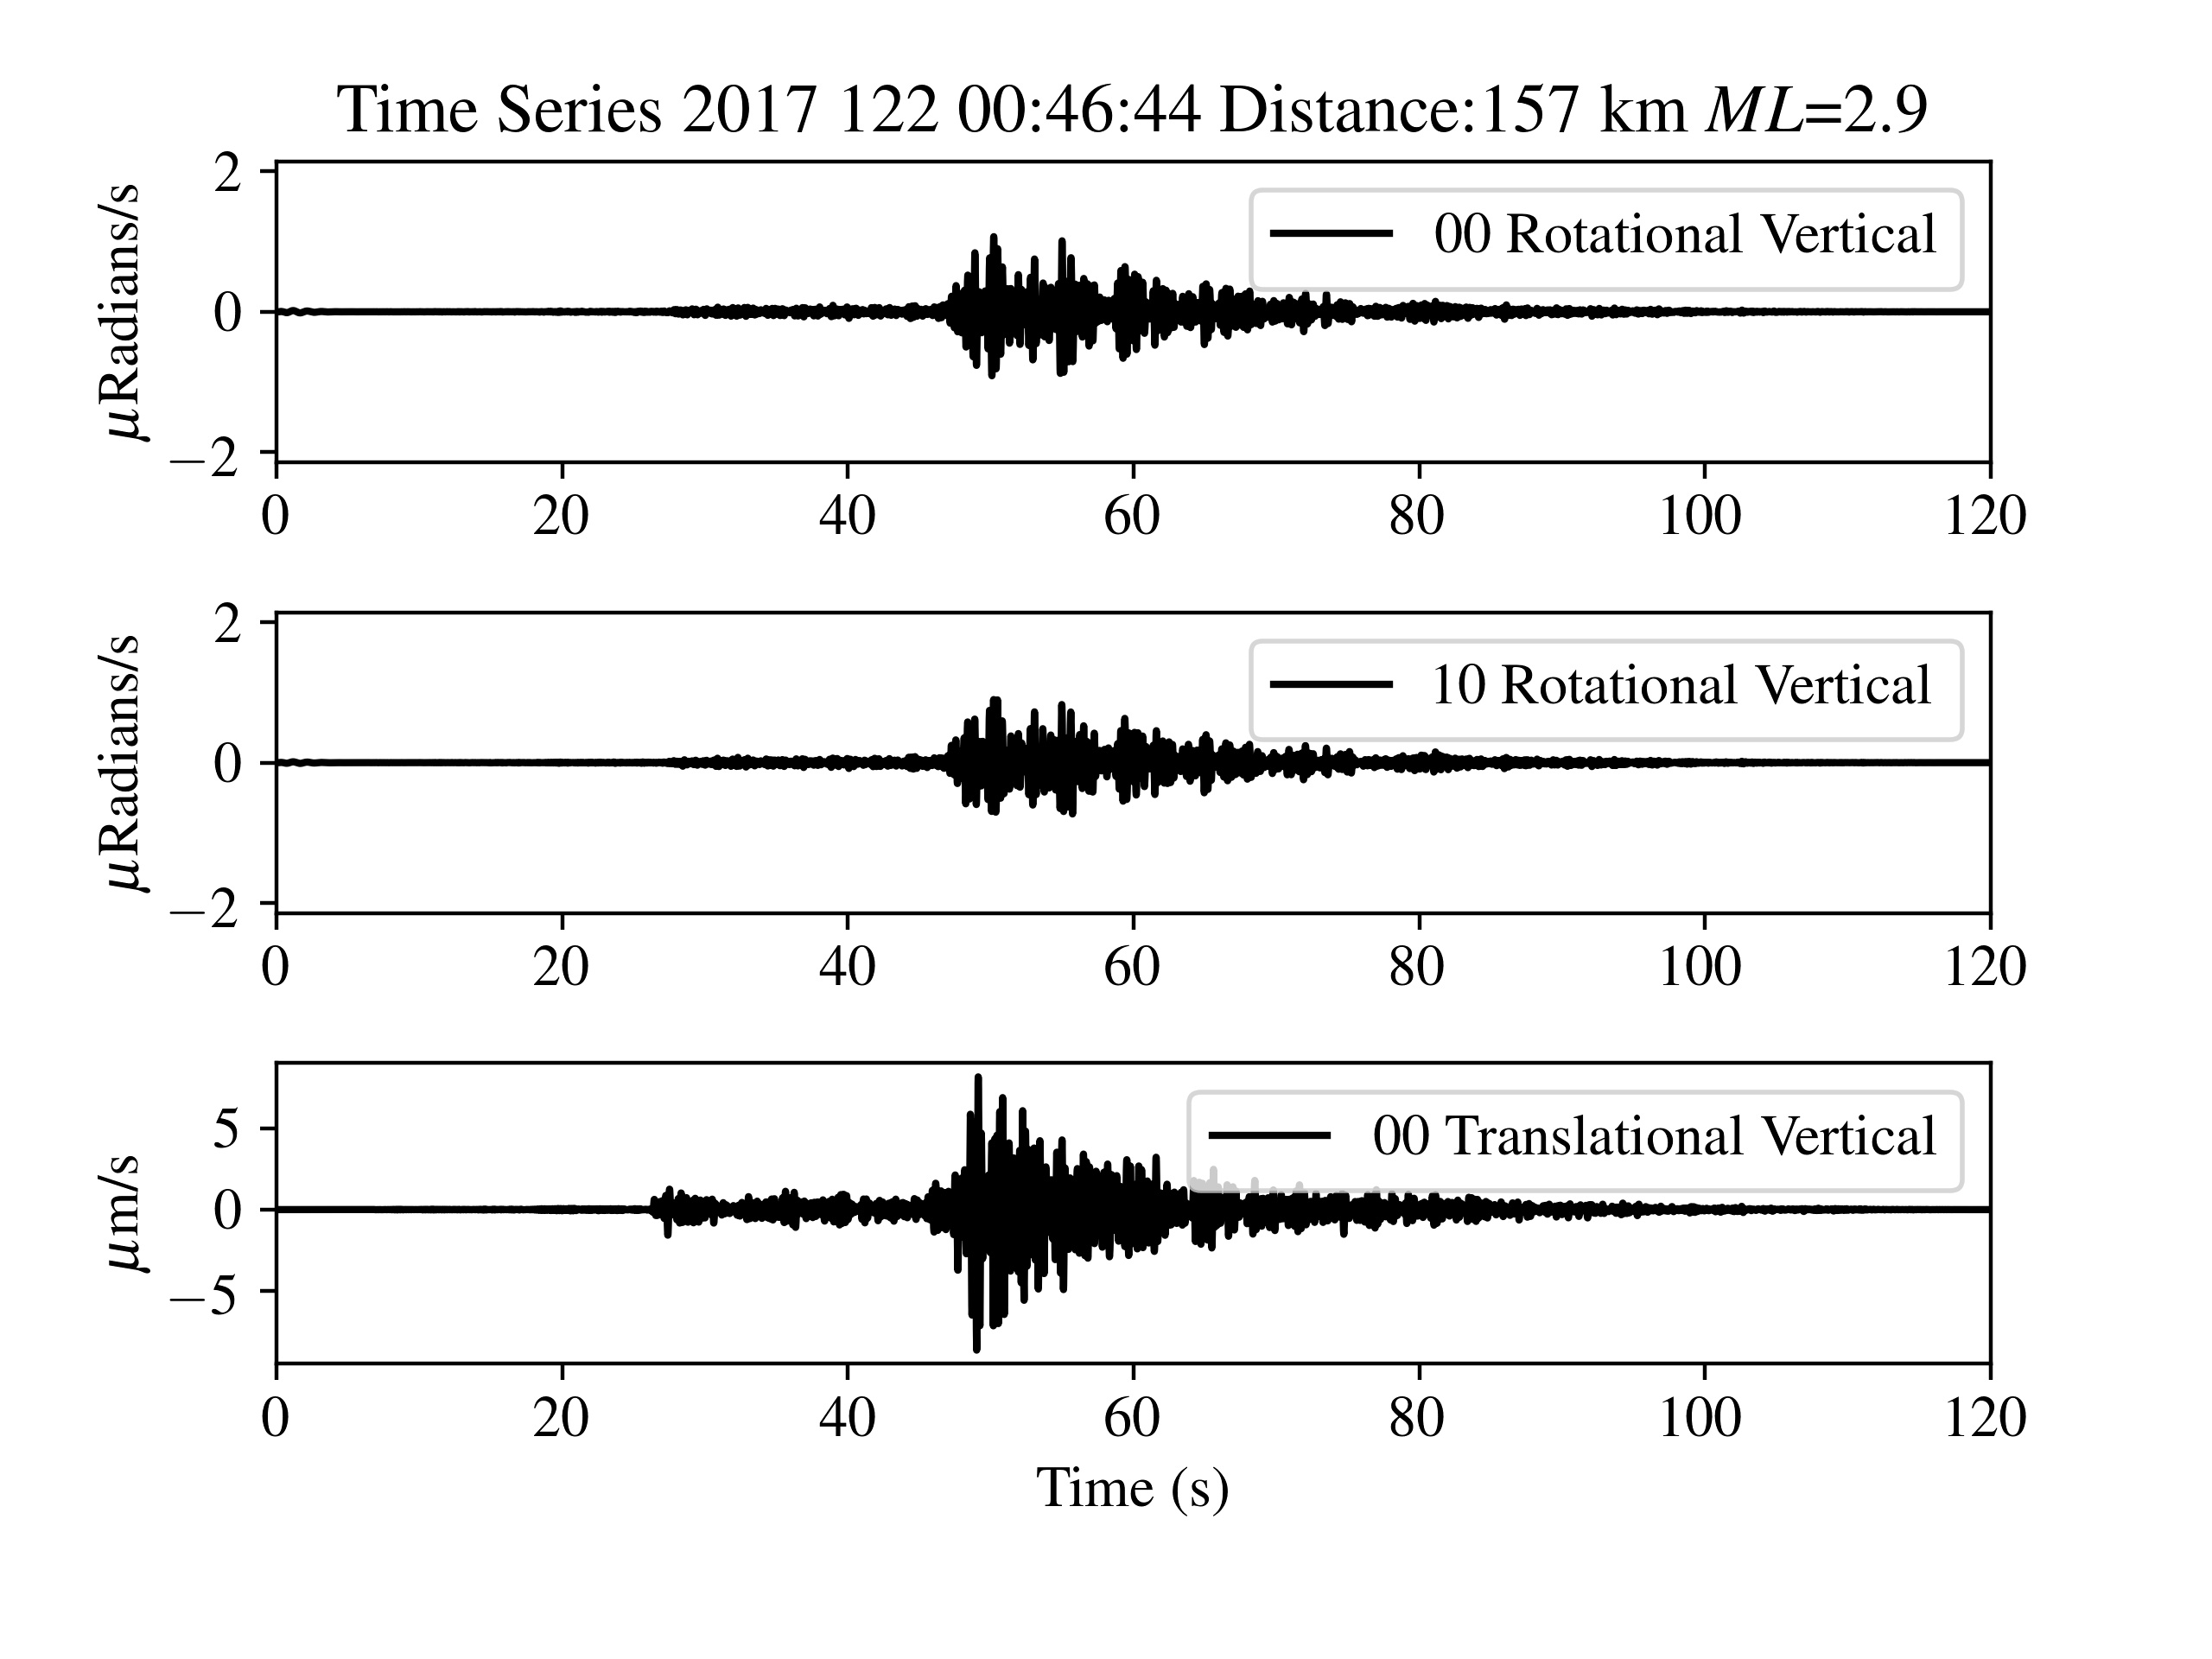 Time Series 2017 122 00:46:44 Distance:157 km ML=2.9
μRadians/s
2
0
−2
00 Rotational Vertical
0 20 40 60 80 100 120
μRadians/s
2
0
−2
10 Rotational Vertical
0 20 40 60 80 100 120
μm/s
5
0
−5
00 Translational Vertical
0 20 40 60 80 100 120
Time (s)